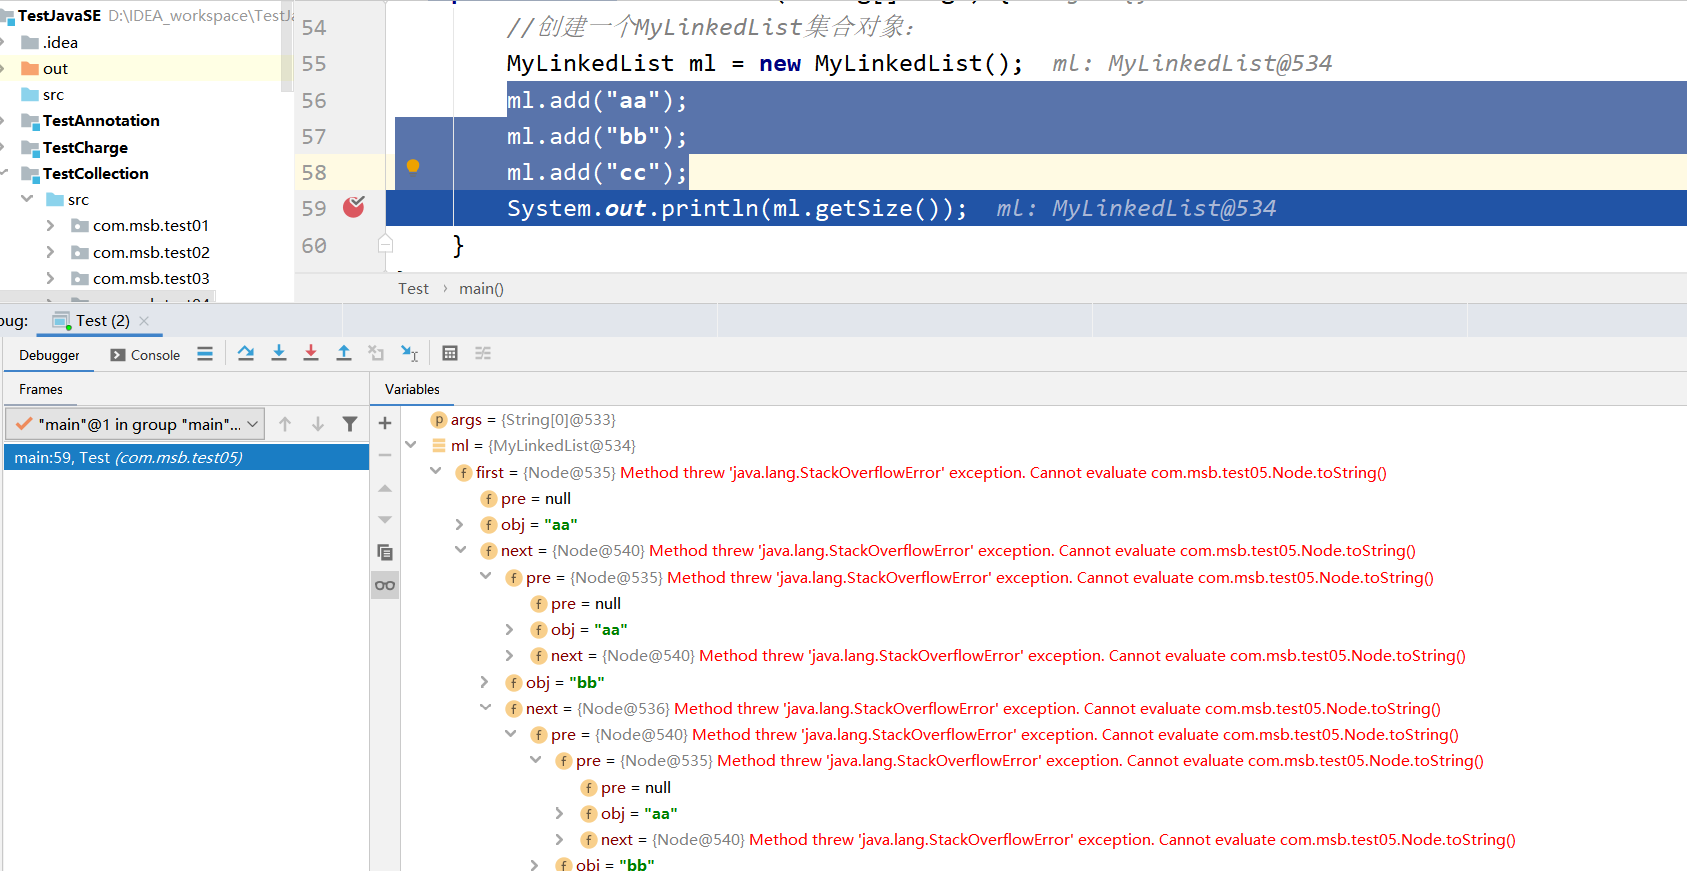 TestJavaSE D:\IDEA_workspace\TestJa
.idea
out
src
TestAnnotation
TestCharge
TestCollection
src
com.msb.test01
com.msb.test02
com.msb.test03
54 //创建一个MyLinkedList集合对象:
55 MyLinkedList ml = new MyLinkedList(); ml: MyLinkedList@534
56 ml.add("aa");
57 ml.add("bb");
58 ml.add("cc");
59 System.out.println(ml.getSize()); ml: MyLinkedList@534
60 }
Test › main()
bug: Test (2)
Debugger Console
Frames Variables
"main"@1 in group "main"...
main:59, Test (com.msb.test05)
args = {String[0]@533}
ml = {MyLinkedList@534}
first = {Node@535} Method threw 'java.lang.StackOverflowError' exception. Cannot evaluate com.msb.test05.Node.toString()
pre = null
obj = "aa"
next = {Node@540} Method threw 'java.lang.StackOverflowError' exception. Cannot evaluate com.msb.test05.Node.toString()
pre = {Node@535} Method threw 'java.lang.StackOverflowError' exception. Cannot evaluate com.msb.test05.Node.toString()
pre = null
obj = "aa"
next = {Node@540} Method threw 'java.lang.StackOverflowError' exception. Cannot evaluate com.msb.test05.Node.toString()
obj = "bb"
next = {Node@536} Method threw 'java.lang.StackOverflowError' exception. Cannot evaluate com.msb.test05.Node.toString()
pre = {Node@540} Method threw 'java.lang.StackOverflowError' exception. Cannot evaluate com.msb.test05.Node.toString()
pre = {Node@535} Method threw 'java.lang.StackOverflowError' exception. Cannot evaluate com.msb.test05.Node.toString()
pre = null
obj = "aa"
next = {Node@540} Method threw 'java.lang.StackOverflowError' exception. Cannot evaluate com.msb.test05.Node.toString()
obj = "bb"